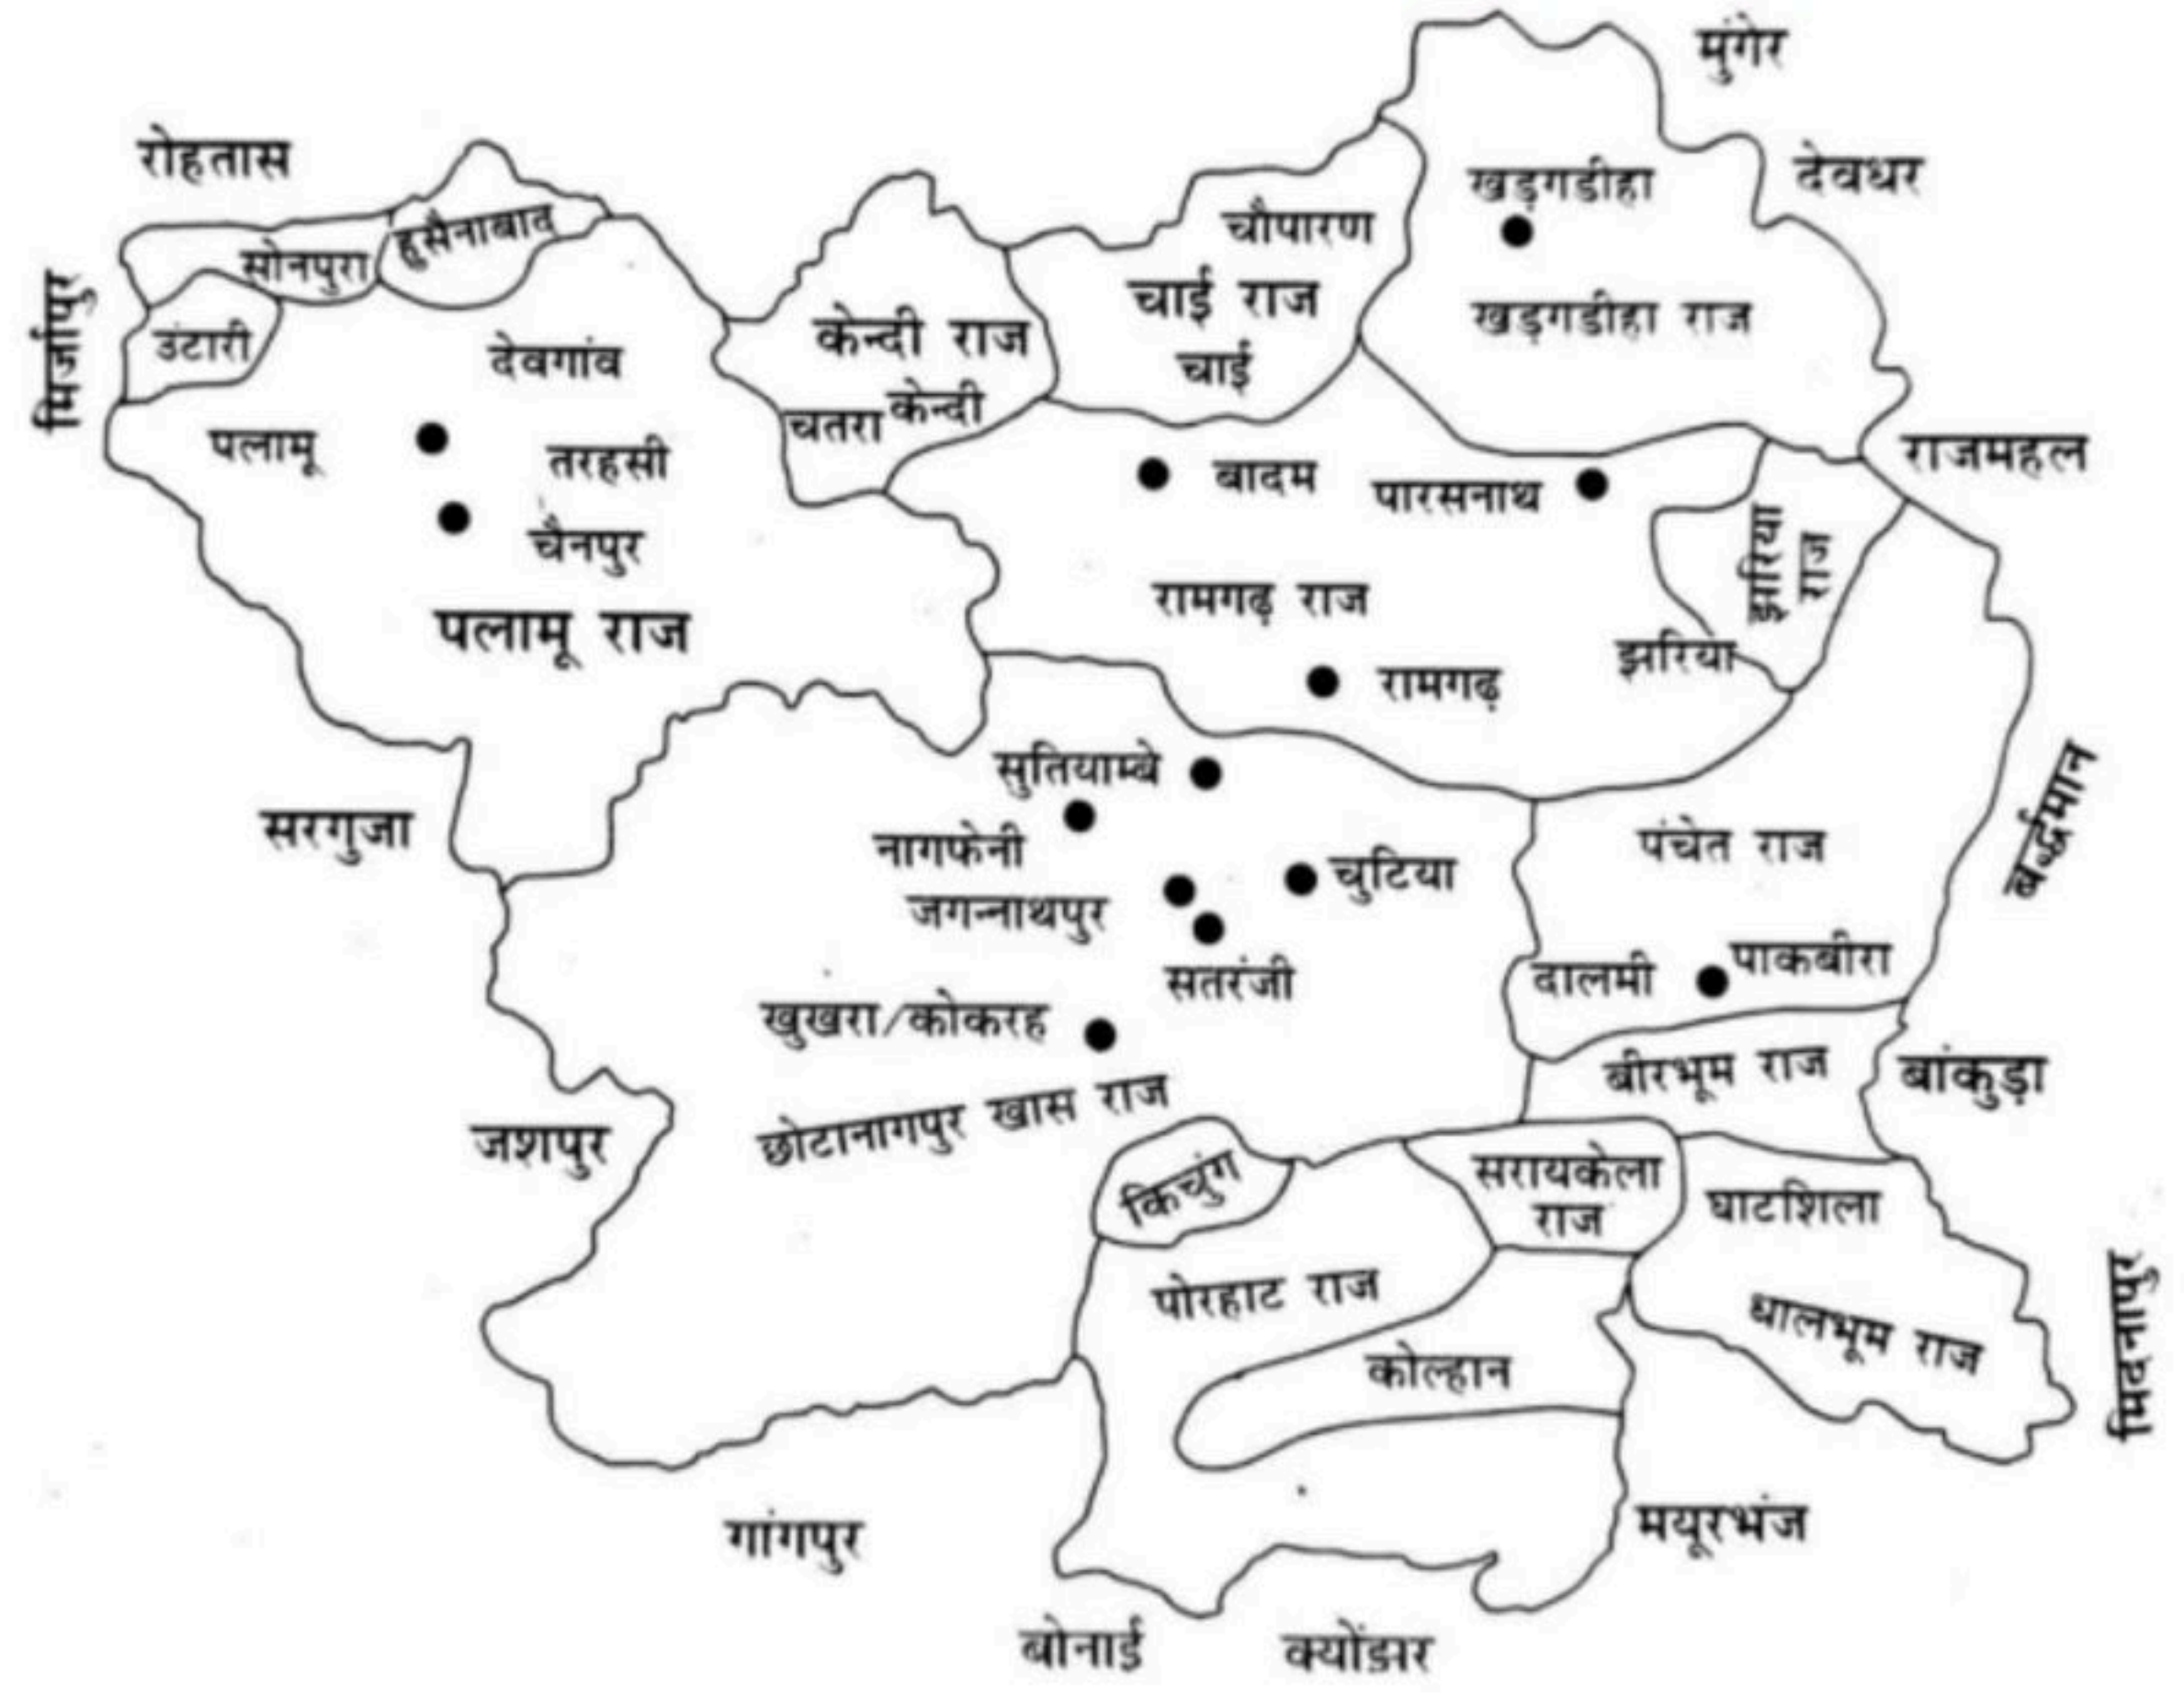 मुंगेर
रोहतास
देवधर
खड़गडीहा
चौपारण
हुसैनाबाद
सोनपुरा
मिर्जापुर
चाई राज
खड़गडीहा राज
केन्दी राज
उंटारी
देवगांव
चाई
केन्दी
चतरा
पलामू
तरहसी
राजमहल
बादम
पारसनाथ
चैनपुर
झरिया
राज
रामगढ़ राज
पलामू राज
झरिया
रामगढ़
सुतियाम्बे
सरगुजा
नागफेनी
चुटिया
पंचेत राज
बर्द्धमान
जगन्नाथपुर
सतरंजी
दालमी
पाकबीरा
खुखरा/कोकरह
बीरभूम राज
बांकुड़ा
छोटानागपुर खास राज
जशपुर
किचुंग
सरायकेला
राज
घाटशिला
पोरहाट राज
धालभूम राज
मिदनापुर
कोल्हान
गांगपुर
मयूरभंज
बोनाई
क्योंझर